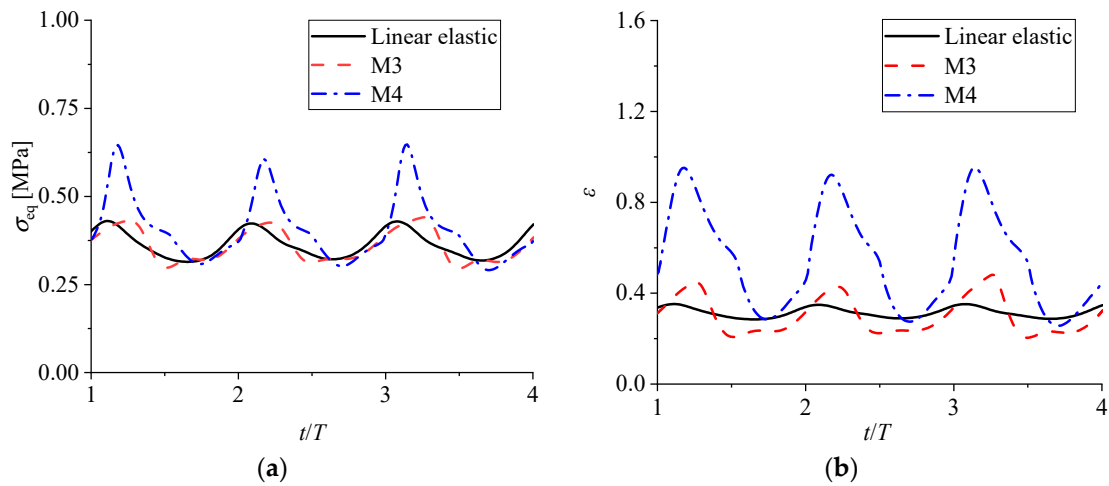 1.00
0.75
0.50
0.25
0.00
σeq [MPa]
Linear elastic
M3
M4
1 2 3 4
t/T
(a)
1.6
1.2
0.8
0.4
0.0
ε
Linear elastic
M3
M4
1 2 3 4
t/T
(b)